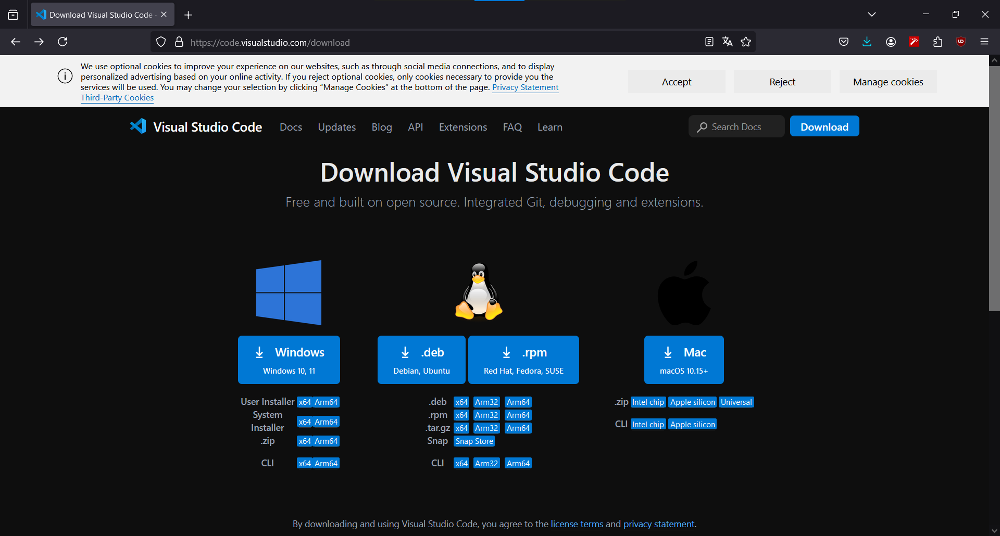 Download Visual Studio Code -
https://code.visualstudio.com/download
We use optional cookies to improve your experience on our websites, such as through social media connections, and to display
personalized advertising based on your online activity. If you reject optional cookies, only cookies necessary to provide you the
services will be used. You may change your selection by clicking “Manage Cookies” at the bottom of the page. Privacy Statement
Third-Party Cookies
Accept Reject Manage cookies
Visual Studio Code Docs Updates Blog API Extensions FAQ Learn Search Docs Download
Download Visual Studio Code
Free and built on open source. Integrated Git, debugging and extensions.
Windows
Windows 10, 11
User Installer x64 Arm64
System
Installer x64 Arm64
.zip x64 Arm64
CLI x64 Arm64
.deb
Debian, Ubuntu
.rpm
Red Hat, Fedora, SUSE
.deb x64 Arm32 Arm64
.rpm x64 Arm32 Arm64
.tar.gz x64 Arm32 Arm64
Snap Snap Store
CLI x64 Arm32 Arm64
Mac
macOS 10.15+
.zip Intel chip Apple silicon Universal
CLI Intel chip Apple silicon
By downloading and using Visual Studio Code, you agree to the license terms and privacy statement.